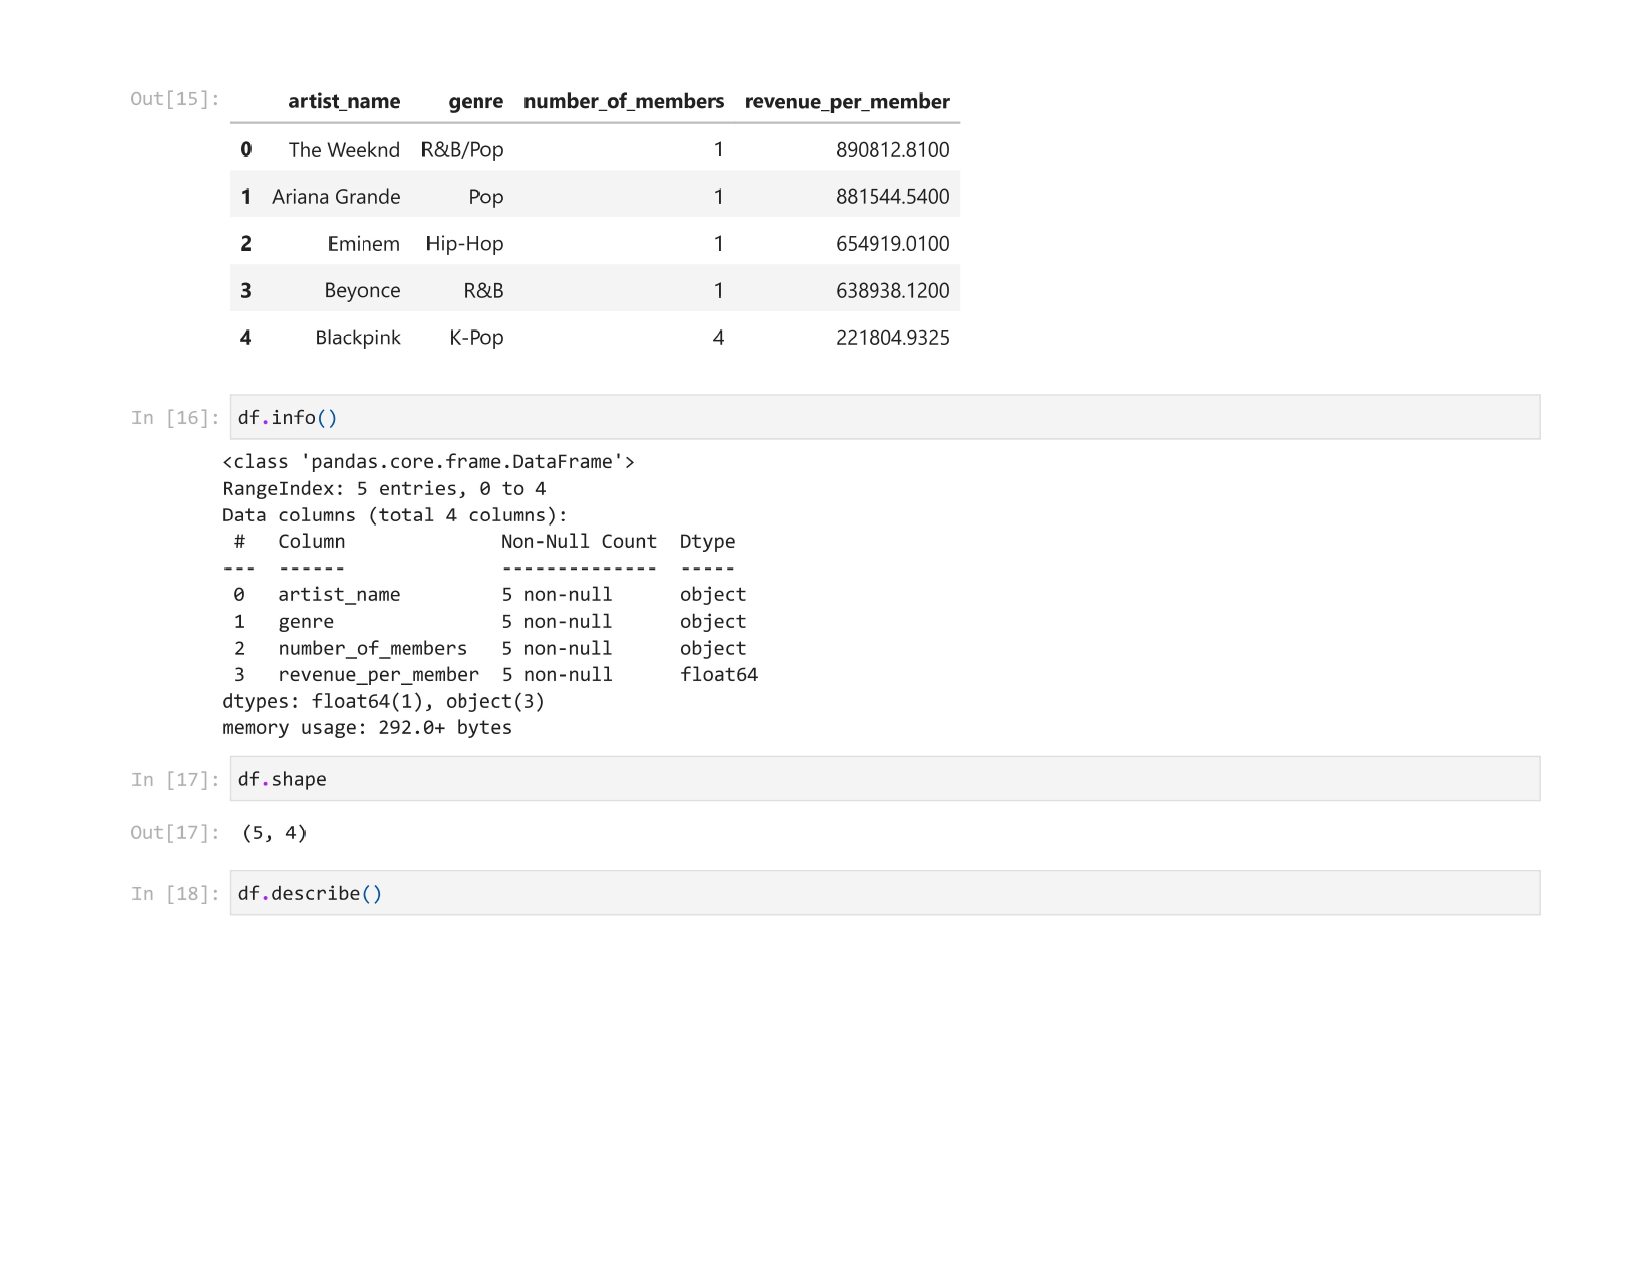 Out[15]: artist_name genre number_of_members revenue_per_member
0 The Weeknd R&B/Pop 1 890812.8100
1 Ariana Grande Pop 1 881544.5400
2 Eminem Hip-Hop 1 654919.0100
3 Beyonce R&B 1 638938.1200
4 Blackpink K-Pop 4 221804.9325
In [16]: df.info()
<class 'pandas.core.frame.DataFrame'>
RangeIndex: 5 entries, 0 to 4
Data columns (total 4 columns):
# Column Non-Null Count Dtype
--- ------ -------------- -----
0 artist_name 5 non-null object
1 genre 5 non-null object
2 number_of_members 5 non-null object
3 revenue_per_member 5 non-null float64
dtypes: float64(1), object(3)
memory usage: 292.0+ bytes
In [17]: df.shape
Out[17]: (5, 4)
In [18]: df.describe()